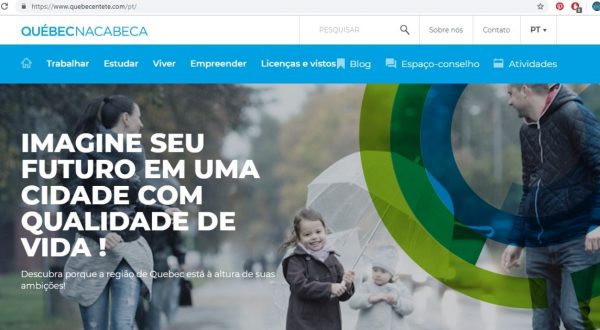 https://www.quebecentete.com/pt/
QUÉBECNACABECA
PESQUISAR
Sobre nós
Contato
PT
Trabalhar Estudar Viver Empreender Licenças e vistos Blog Espaço-conselho Atividades
IMAGINE SEU
FUTURO EM UMA
CIDADE COM
QUALIDADE DE
VIDA !
Descubra porque a região de Quebec está à altura de suas
ambições!